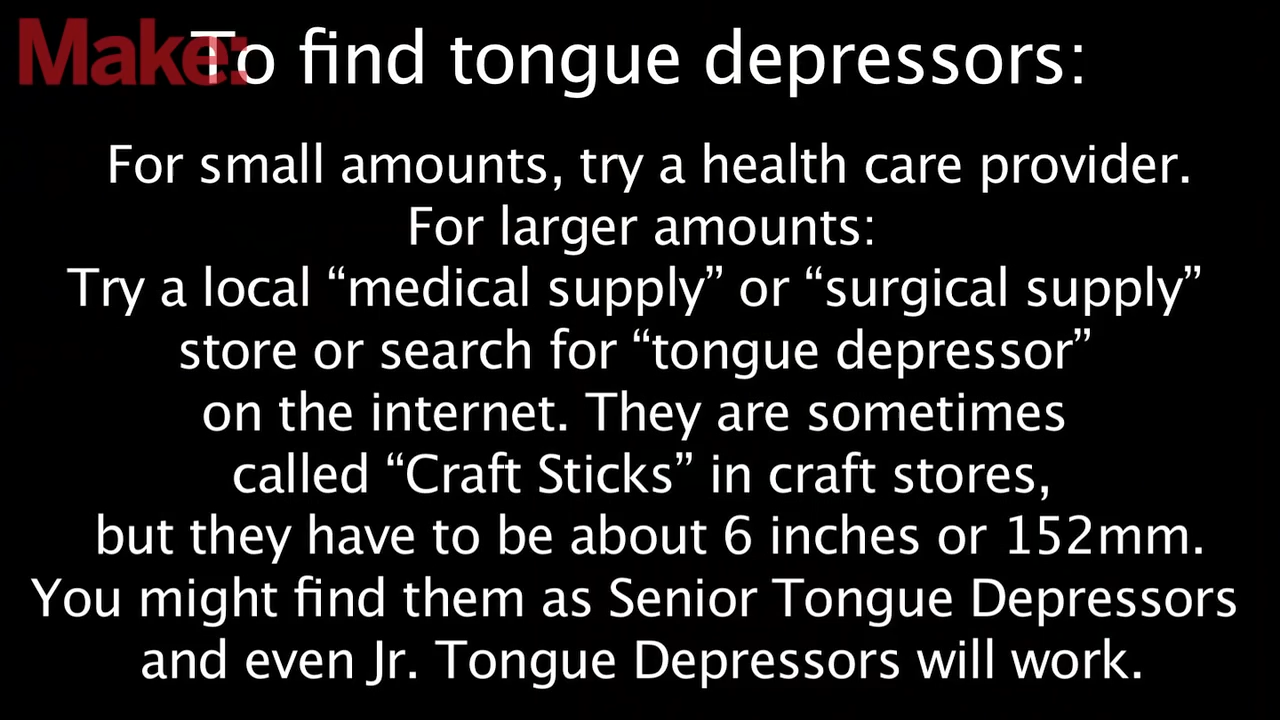 Make:
To find tongue depressors:
For small amounts, try a health care provider.
For larger amounts:
Try a local “medical supply” or “surgical supply”
store or search for “tongue depressor”
on the internet. They are sometimes
called “Craft Sticks” in craft stores,
but they have to be about 6 inches or 152mm.
You might find them as Senior Tongue Depressors
and even Jr. Tongue Depressors will work.